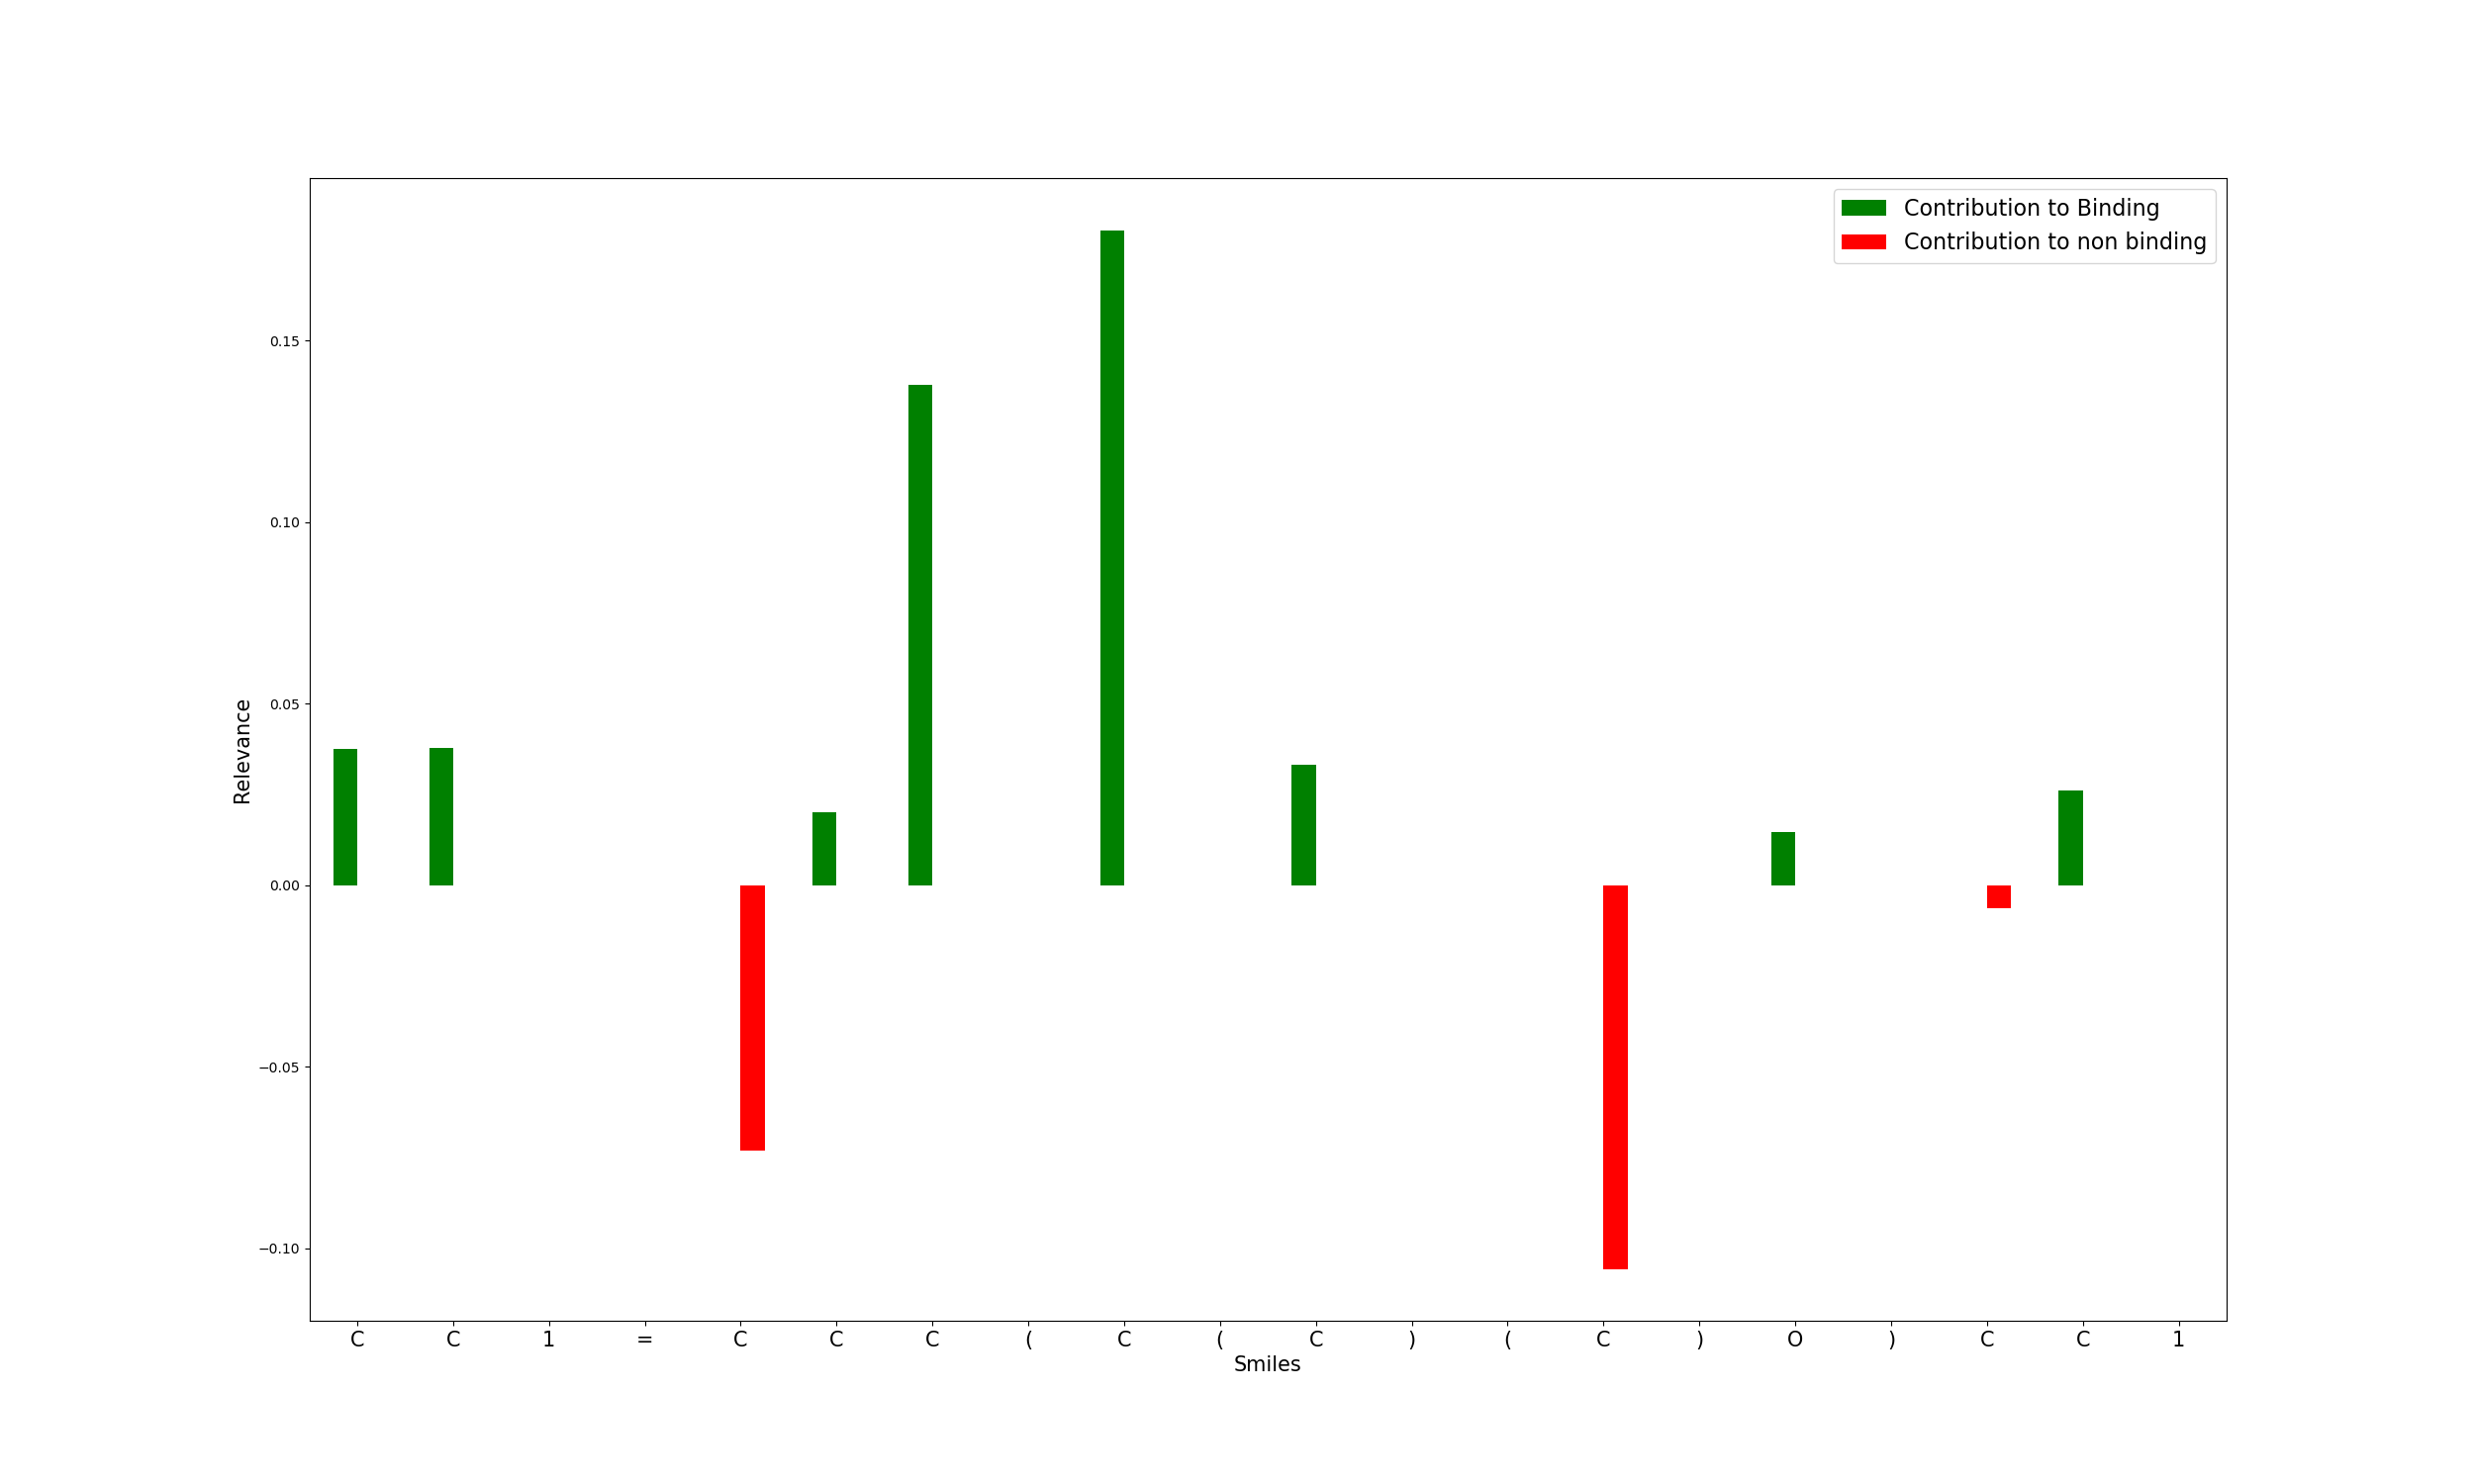 Contribution to Binding
Contribution to non binding
0.15
0.10
0.05
0.00
−0.05
−0.10
Relevance
C C 1 = C C C ( C ( C ) ( C ) O ) C C 1
Smiles